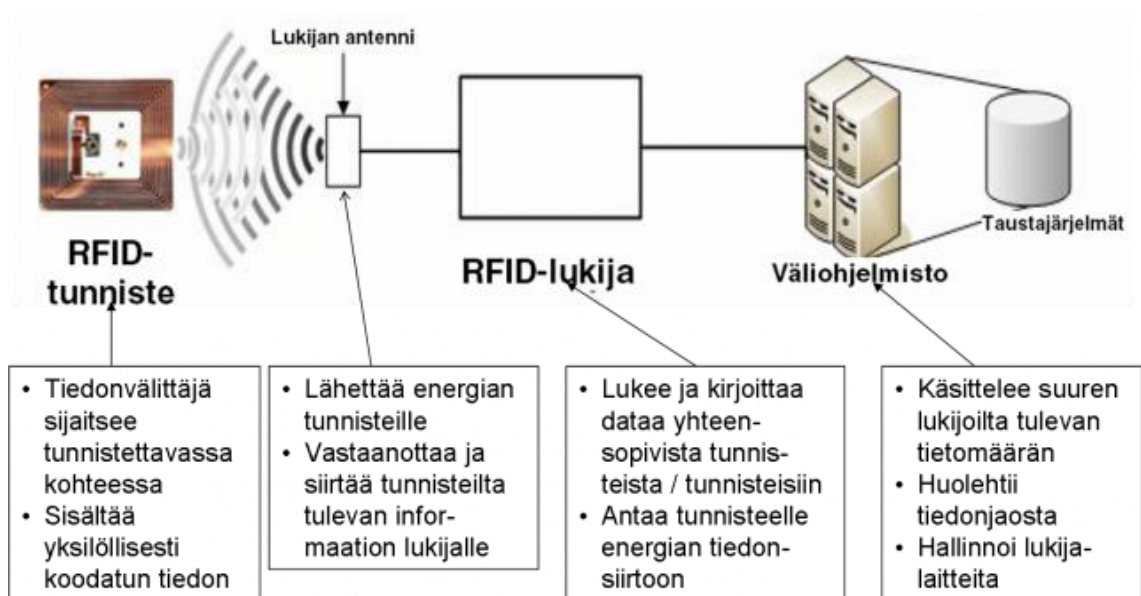 Lukijan antenni
RFID-
tunniste
RFID-lukija
Väliohjelmisto
Taustajärjelmät
• Tiedonvälittäjä
sijaitsee
tunnistettavassa
kohteessa
• Sisältää
yksilöllisesti
koodatun tiedon
• Lähettää energian
tunnisteille
• Vastaanottaa ja
siirtää tunnisteilta
tulevan infor-
maation lukijalle
• Lukee ja kirjoittaa
dataa yhteen-
sopivista tunnis-
teista / tunnisteisiin
• Antaa tunnisteelle
energian tiedon-
siirtoon
• Käsittelee suuren
lukijoilta tulevan
tietomäärän
• Huolehtii
tiedonjaosta
• Hallinnoi lukija-
laitteita